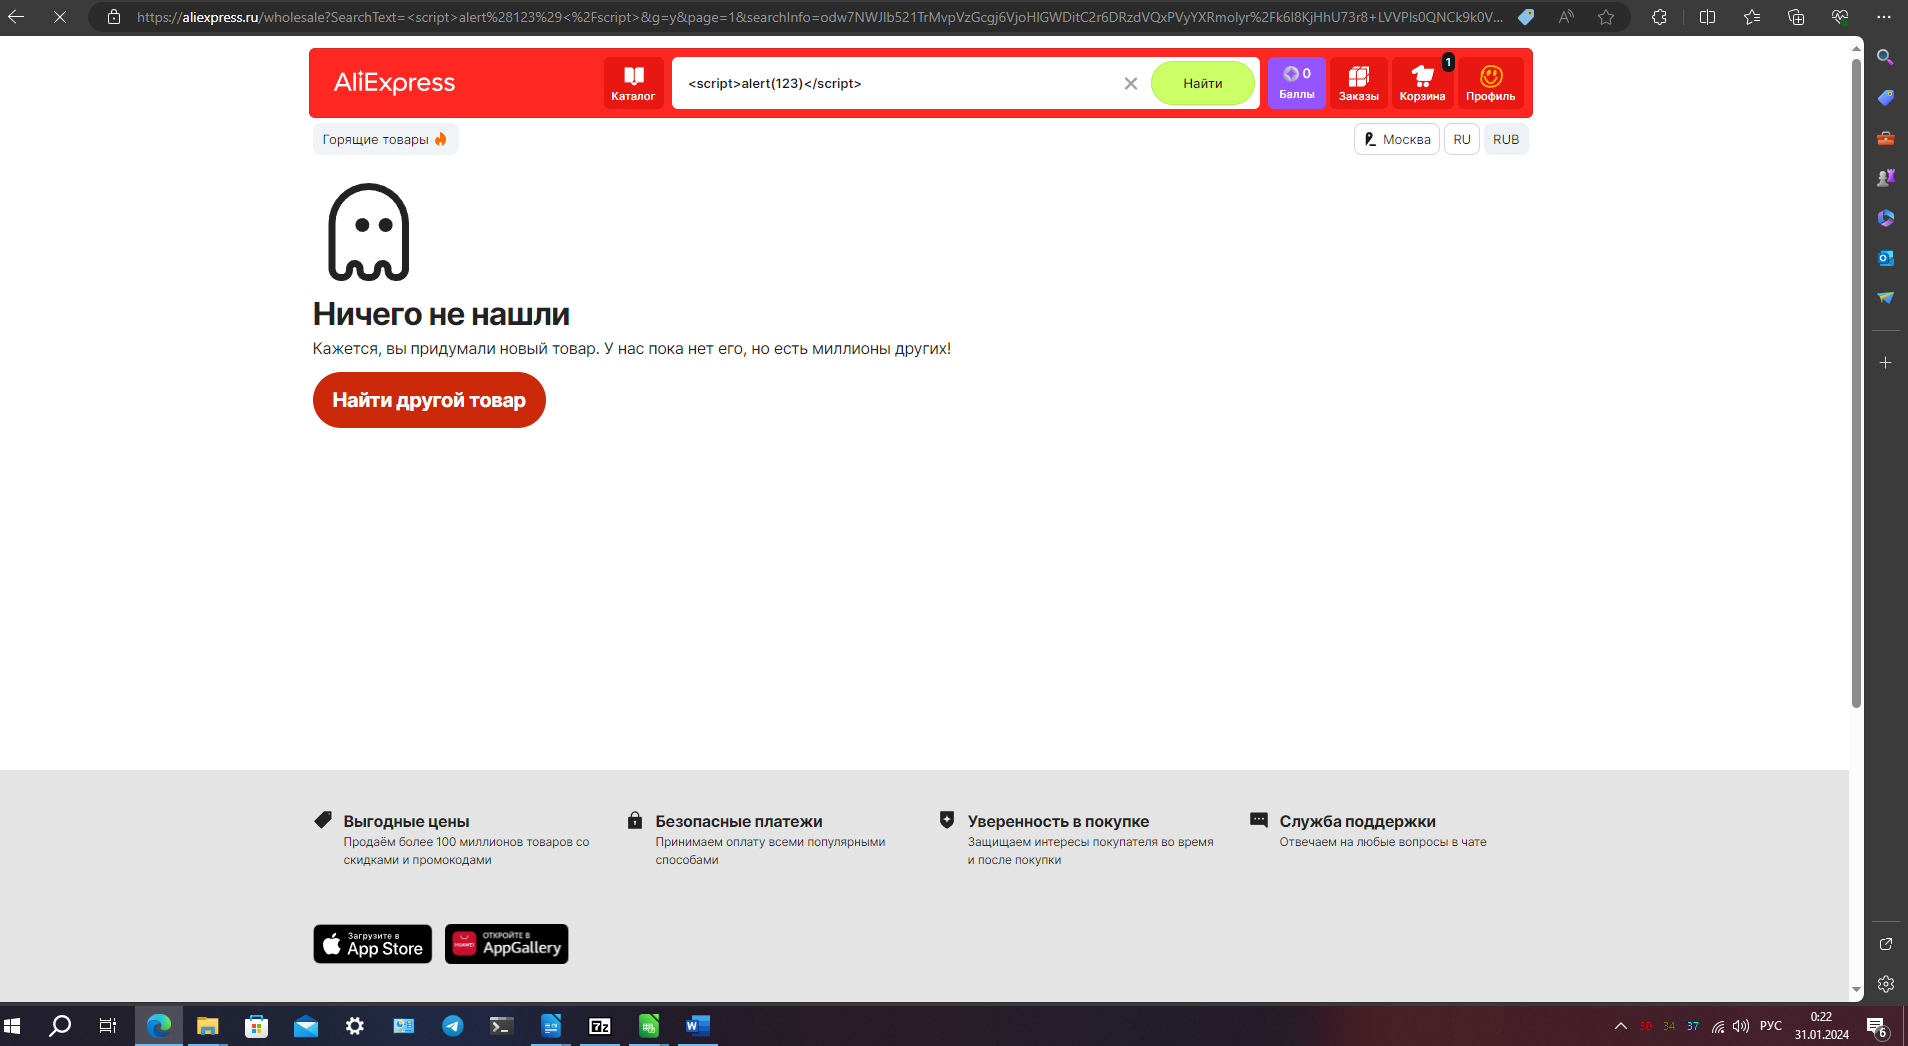 https://aliexpress.ru/wholesale?SearchText=<script>alert%28123%29<%2Fscript>&g=y&page=1&searchInfo=
AliExpress
Каталог
<script>alert(123)</script>
Найти
0
Баллы
Заказы
1
Корзина
Профиль
Горящие товары
Москва
RU
RUB
Ничего не нашли
Кажется, вы придумали новый товар. У нас пока нет его, но есть миллионы других!
Найти другой товар
Выгодные цены
Продаём более 100 миллионов товаров со
скидками и промокодами
Безопасные платежи
Принимаем оплату всеми популярными
способами
Уверенность в покупке
Защищаем интересы покупателя во время
и после покупки
Служба поддержки
Отвечаем на любые вопросы в чате
Загрузите в
App Store
HUAWEI
ОТКРОЙТЕ В
AppGallery
7z
W
34
37
РУС
0:22
31.01.2024
6